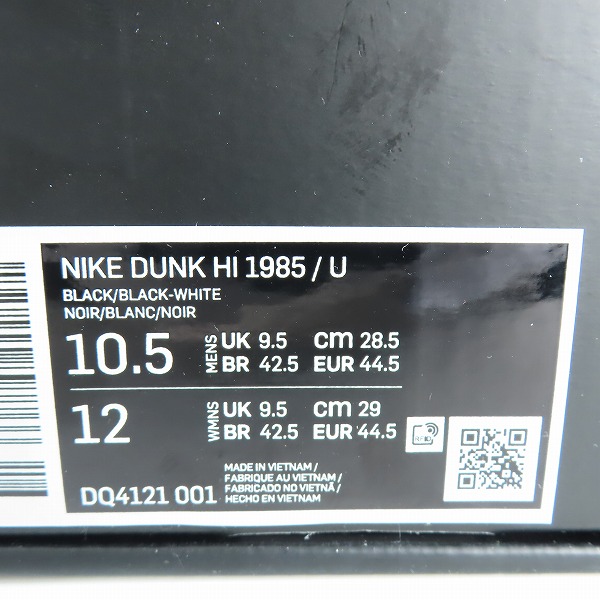 NIKE DUNK HI 1985 / U
BLACK/BLACK-WHITE
NOIR/BLANC/NOIR
10.5 MENS UK 9.5 cm 28.5
BR 42.5 EUR 44.5
12 WMNS UK 9.5 cm 29
BR 42.5 EUR 44.5
RFID
DQ4121 001
MADE IN VIETNAM /
FABRIQUE AU VIETNAM /
FABRICADO NO VIETNÃ /
HECHO EN VIETNAM